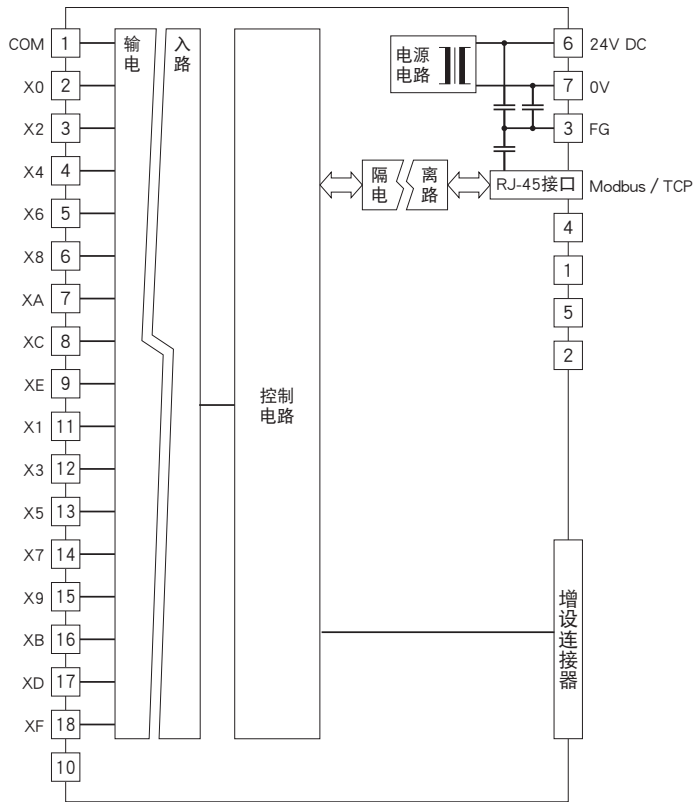 COM 1
X0 2
X2 3
X4 4
X6 5
X8 6
XA 7
XC 8
XE 9
X1 11
X3 12
X5 13
X7 14
X9 15
XB 16
XD 17
XF 18
10
输 入
电 路
控制
电路
电源
电路
隔 离
电 路
RJ-45接口
6 24V DC
7 0V
3 FG
Modbus / TCP
4
1
5
2
增设连接器